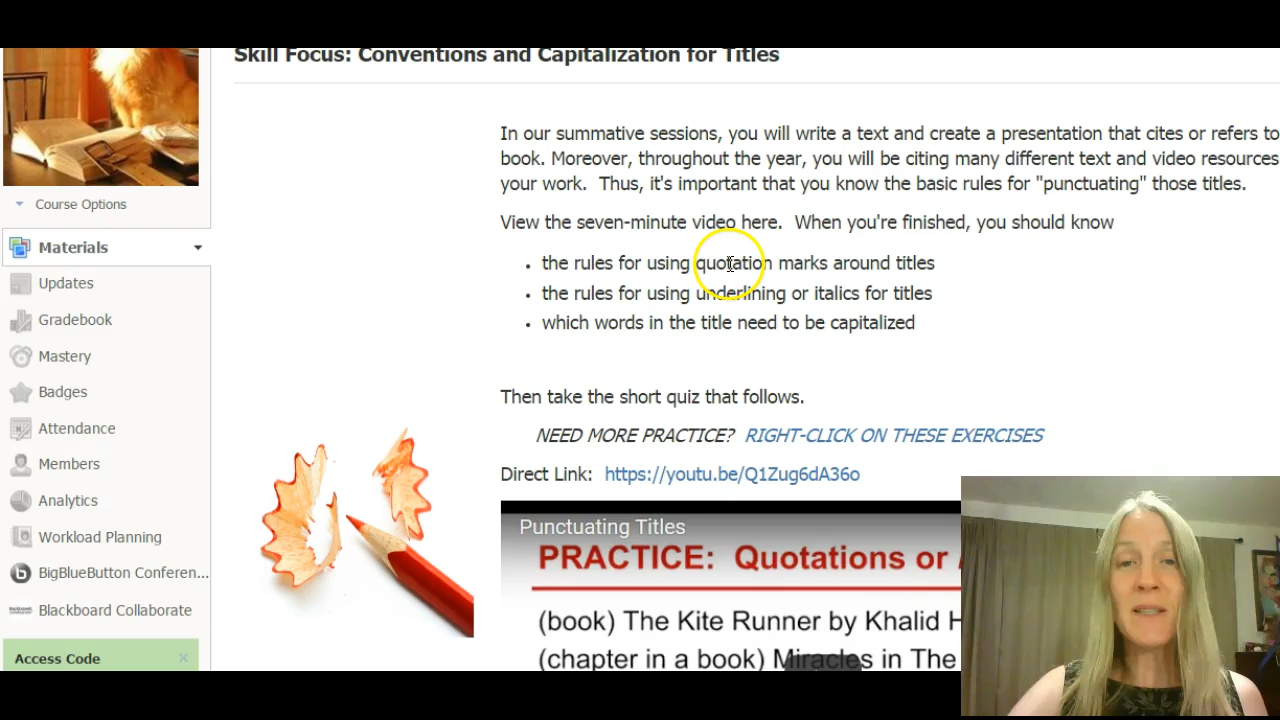 Skill Focus: Conventions and Capitalization for Titles
In our summative sessions, you will write a text and create a presentation that cites or refers to
book. Moreover, throughout the year, you will be citing many different text and video resources
your work.  Thus, it's important that you know the basic rules for "punctuating" those titles.
View the seven-minute video here.  When you're finished, you should know
the rules for using quotation marks around titles
the rules for using underlining or italics for titles
which words in the title need to be capitalized
Then take the short quiz that follows.
NEED MORE PRACTICE?  RIGHT-CLICK ON THESE EXERCISES
Direct Link:  https://youtu.be/Q1Zug6dA36o
Punctuating Titles
PRACTICE:  Quotations or
(book) The Kite Runner by Khalid H
(chapter in a book) Miracles in The
Course Options
Materials
Updates
Gradebook
Mastery
Badges
Attendance
Members
Analytics
Workload Planning
BigBlueButton Conferen...
Blackboard Collaborate
Access Code